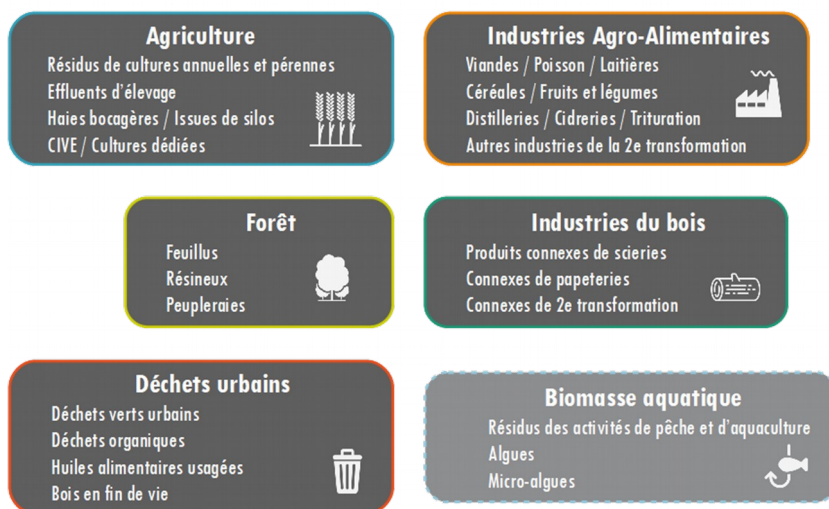 Agriculture
Résidus de cultures annuelles et pérennes
Effluents d'élevage
Haies bocagères / Issues de silos
CIVE / Cultures dédiées
Industries Agro-Alimentaires
Viandes / Poisson / Laitières
Céréales / Fruits et légumes
Distilleries / Cidreries / Trituration
Autres industries de la 2e transformation
Forêt
Feuillus
Résineux
Peupleraies
Industries du bois
Produits connexes de scieries
Connexes de papeteries
Connexes de 2e transformation
Déchets urbains
Déchets verts urbains
Déchets organiques
Huiles alimentaires usagées
Bois en fin de vie
Biomasse aquatique
Résidus des activités de pêche et d'aquaculture
Algues
Micro-algues